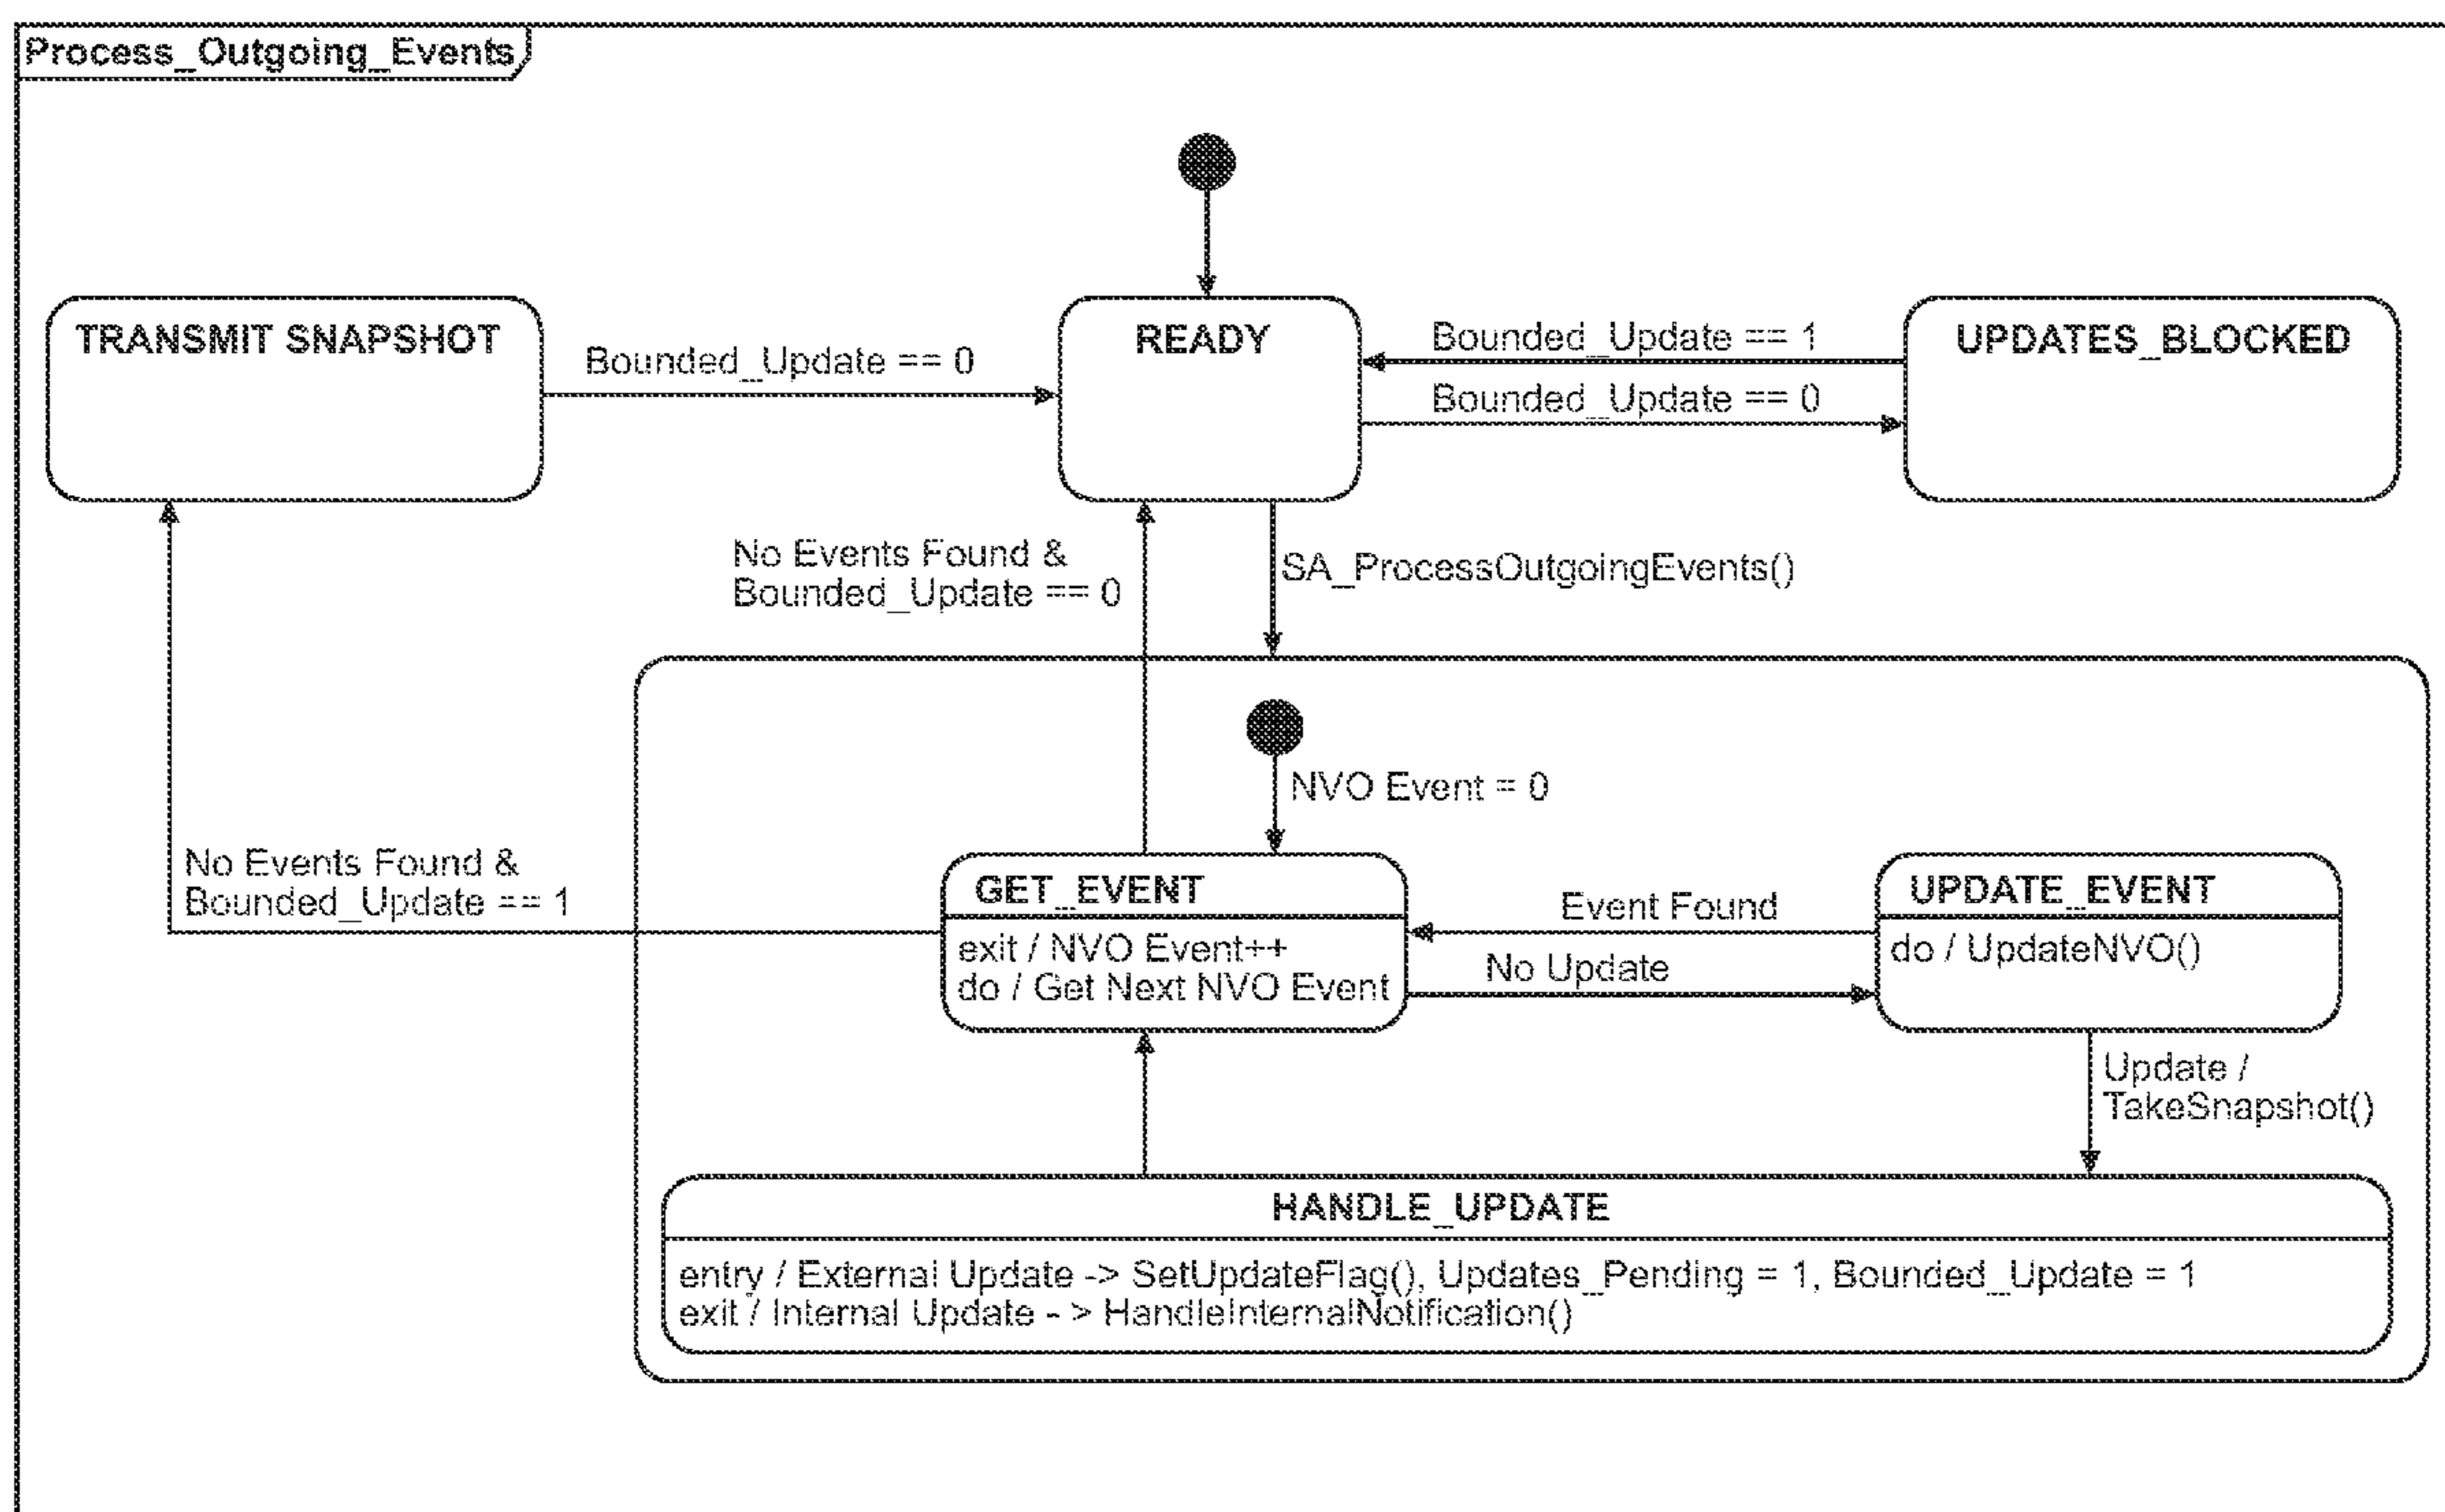 Process_Outgoing_Events
TRANSMIT SNAPSHOT
Bounded_Update == 0
READY
Bounded_Update == 1
Bounded_Update == 0
UPDATES_BLOCKED
No Events Found &
Bounded_Update == 0
SA_ProcessOutgoingEvents()
NVO Event = 0
No Events Found &
Bounded_Update == 1
GET_EVENT
exit / NVO Event++
do / Get Next NVO Event
Event Found
No Update
UPDATE_EVENT
do / UpdateNVO()
Update /
TakeSnapshot()
HANDLE_UPDATE
entry / External Update -> SetUpdateFlag(), Updates_Pending = 1, Bounded_Update = 1
exit / Internal Update - > HandleInternalNotification()